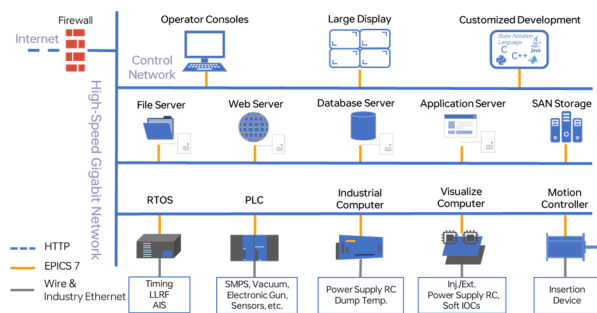 Firewall
Operator Consoles
Large Display
Customized Development
Internet
State Notation
Language
C
C++
Java
Control
Network
High-Speed Gigabit Network
File Server
Web Server
Database Server
Application Server
SAN Storage
RTOS
PLC
Industrial
Computer
Visualize
Computer
Motion
Controller
HTTP
EPICS 7
Wire &
Industry Ethernet
Timing
LLRF
AIS
SMPS, Vacuum,
Electronic Gun,
Sensors, etc.
Power Supply RC
Dump Temp.
Inj./Ext.
Power Supply RC,
Soft IOCs
Insertion
Device